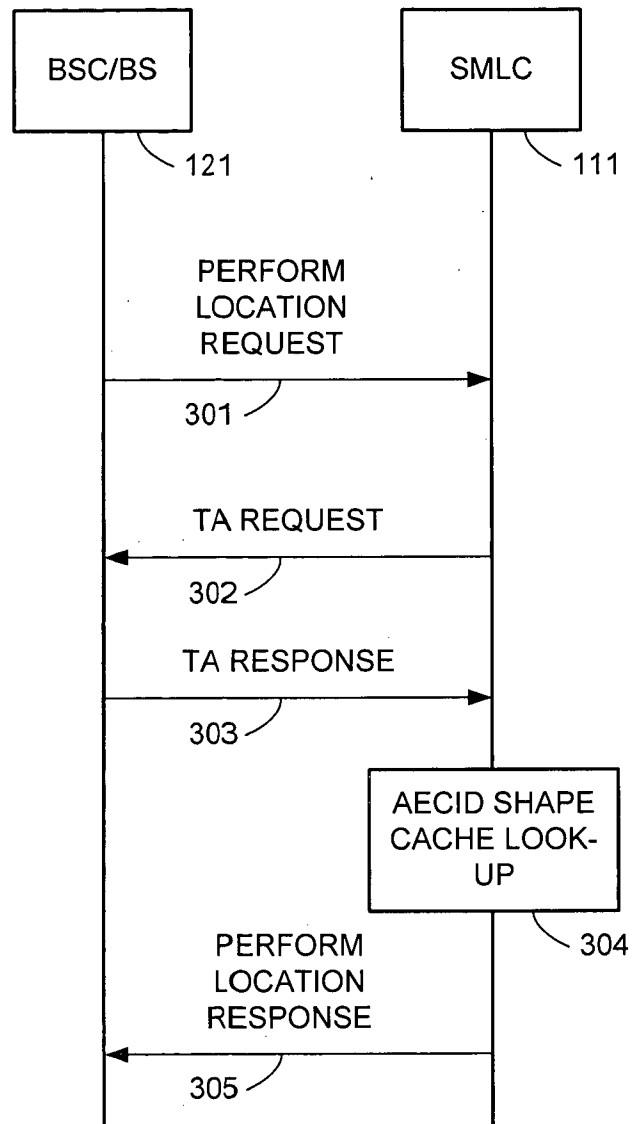 BSC/BS
SMLC
121
111
PERFORM
LOCATION
REQUEST
301
TA REQUEST
302
TA RESPONSE
303
AECID SHAPE
CACHE LOOK-
UP
304
PERFORM
LOCATION
RESPONSE
305